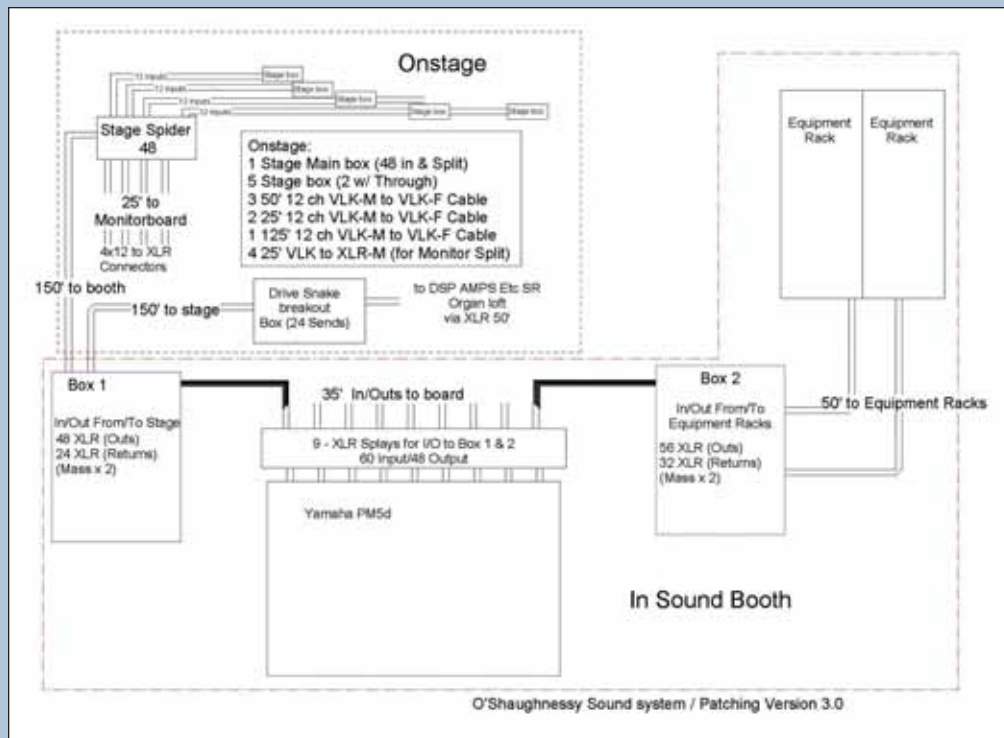 Onstage
12 inputs
Stage box
12 inputs
Stage box
12 inputs
Stage box
12 inputs
Stage box
Stage box
Stage Spider
48
25' to
Monitorboard
4x12 to XLR
Connectors
Onstage:
1 Stage Main box (48 in & Split)
5 Stage box (2 w/ Through)
3 50' 12 ch VLK-M to VLK-F Cable
2 25' 12 ch VLK-M to VLK-F Cable
1 125' 12 ch VLK-M to VLK-F Cable
4 25' VLK to XLR-M (for Monitor Split)
150' to booth
150' to stage
Drive Snake
breakout
Box (24 Sends)
to DSP AMPS Etc SR
Organ loft
via XLR 50'
Equipment
Rack
Equipment
Rack
Box 1
In/Out From/To Stage
48 XLR (Outs)
24 XLR (Returns)
(Mass x 2)
35' In/Outs to board
9 - XLR Splays for I/O to Box 1 & 2
60 Input/48 Output
Yamaha PM5d
Box 2
In/Out From/To
Equipment Racks
56 XLR (Outs)
32 XLR (Returns)
(Mass x 2)
50' to Equipment Racks
In Sound Booth
O'Shaughnessy Sound system / Patching Version 3.0